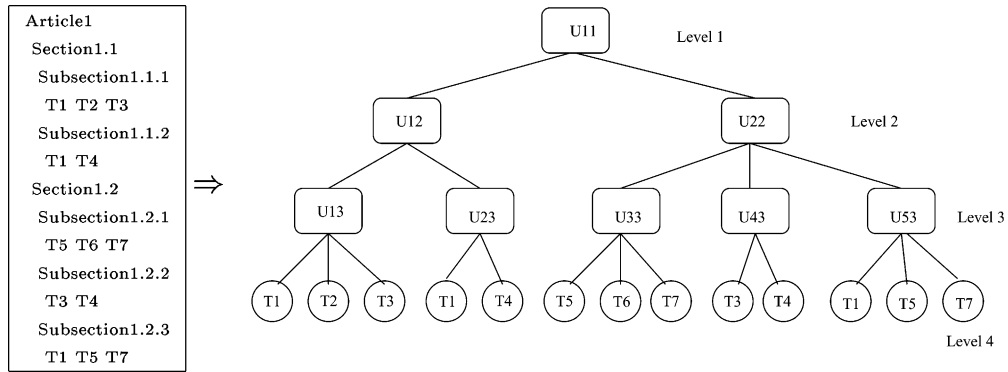 Article1
Section1.1
Subsection1.1.1
T1 T2 T3
Subsection1.1.2
T1 T4
Section1.2
Subsection1.2.1
T5 T6 T7
Subsection1.2.2
T3 T4
Subsection1.2.3
T1 T5 T7
⇒
U11 Level 1
U12 U22 Level 2
U13 U23 U33 U43 U53 Level 3
T1 T2 T3 T1 T4 T5 T6 T7 T3 T4 T1 T5 T7
Level 4